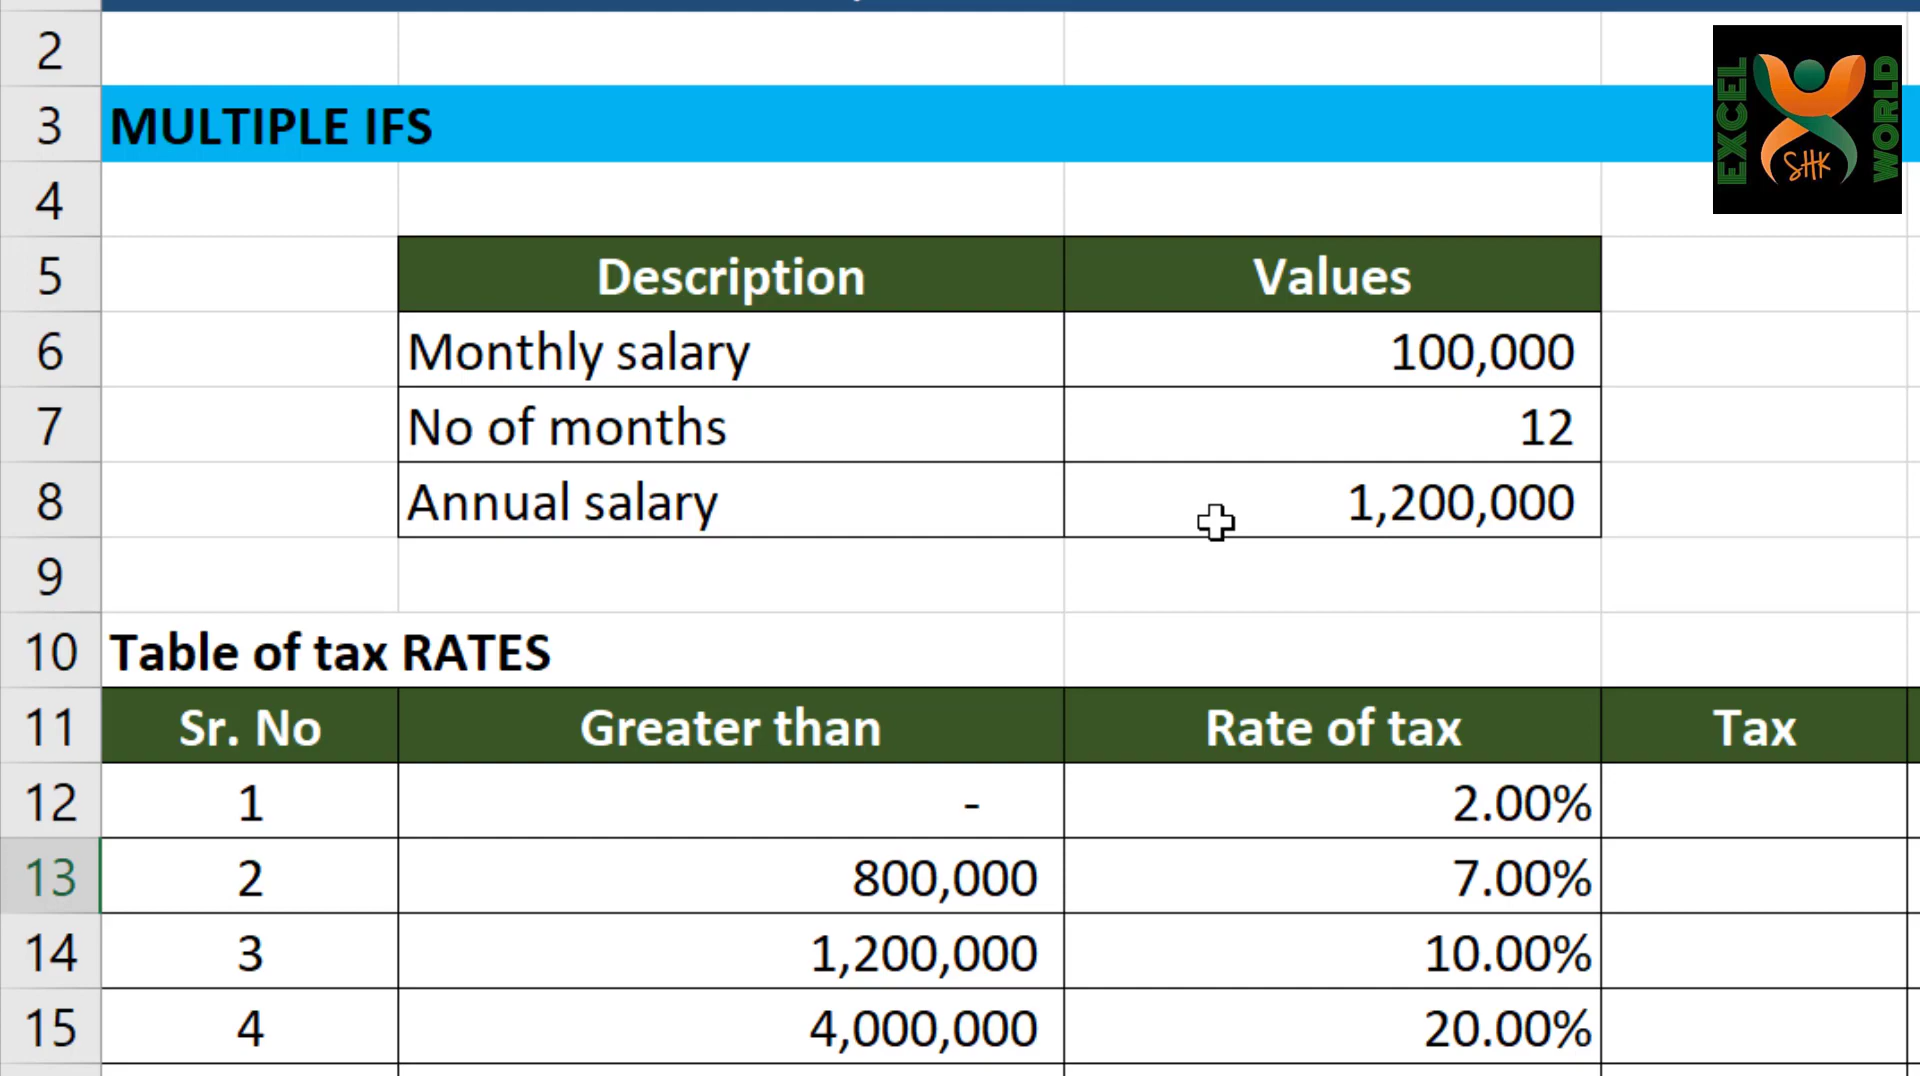 EXCEL WORLD
SHK
2
3 MULTIPLE IFS
4
5 Description Values
6 Monthly salary 100,000
7 No of months 12
8 Annual salary 1,200,000
9
10 Table of tax RATES
11 Sr. No Greater than Rate of tax Tax
12 1 - 2.00%
13 2 800,000 7.00%
14 3 1,200,000 10.00%
15 4 4,000,000 20.00%